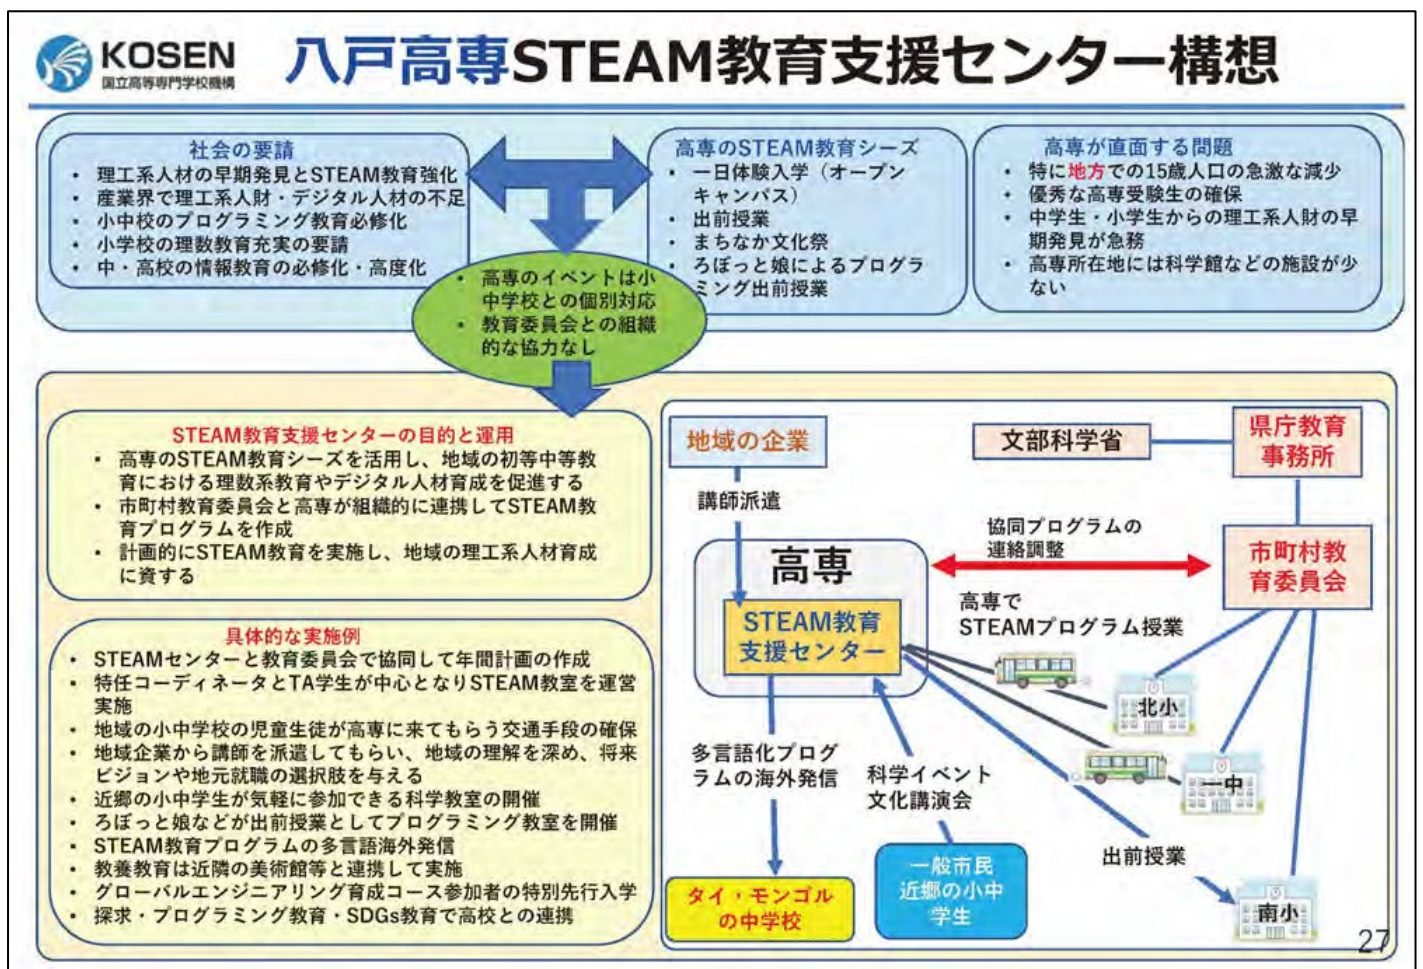 KOSEN
国立高等専門学校機構
八戸高専STEAM教育支援センター構想
社会の要請
• 理工系人材の早期発見とSTEAM教育強化
• 産業界で理工系人財・デジタル人材の不足
• 小中校のプログラミング教育必修化
• 小学校の理数教育充実の要請
• 中・高校の情報教育の必修化・高度化
高専のSTEAM教育シーズ
• 一日体験入学（オープン
キャンパス）
• 出前授業
• まちなか文化祭
• ろぼっと娘によるプログラ
ミング出前授業
高専が直面する問題
• 特に地方での15歳人口の急激な減少
• 優秀な高専受験生の確保
• 中学生・小学生からの理工系人財の早
期発見が急務
• 高専所在地には科学館などの施設が少
ない
• 高専のイベントは小
中学校との個別対応
• 教育委員会との組織
的な協力なし
STEAM教育支援センターの目的と運用
• 高専のSTEAM教育シーズを活用し、地域の初等中等教
育における理数系教育やデジタル人材育成を促進する
• 市町村教育委員会と高専が組織的に連携してSTEAM教
育プログラムを作成
• 計画的にSTEAM教育を実施し、地域の理工系人材育成
に資する
具体的な実施例
• STEAMセンターと教育委員会で協同して年間計画の作成
• 特任コーディネータとTA学生が中心となりSTEAM教室を運営
実施
• 地域の小中学校の児童生徒が高専に来てもらう交通手段の確保
• 地域企業から講師を派遣してもらい、地域の理解を深め、将来
ビジョンや地元就職の選択肢を与える
• 近郷の小中学生が気軽に参加できる科学教室の開催
• ろぼっと娘などが出前授業としてプログラミング教室を開催
• STEAM教育プログラムの多言語海外発信
• 教養教育は近隣の美術館等と連携して実施
• グローバルエンジニアリング育成コース参加者の特別先行入学
• 探求・プログラミング教育・SDGs教育で高校との連携
地域の企業
文部科学省
県庁教育
事務所
講師派遣
協同プログラムの
連絡調整
市町村教
育委員会
高専
STEAM教育
支援センター
高専で
STEAMプログラム授業
北小
一中
南小
多言語化プログ
ラムの海外発信
科学イベント
文化講演会
出前授業
タイ・モンゴル
の中学校
一般市民
近郷の小中
学生
27